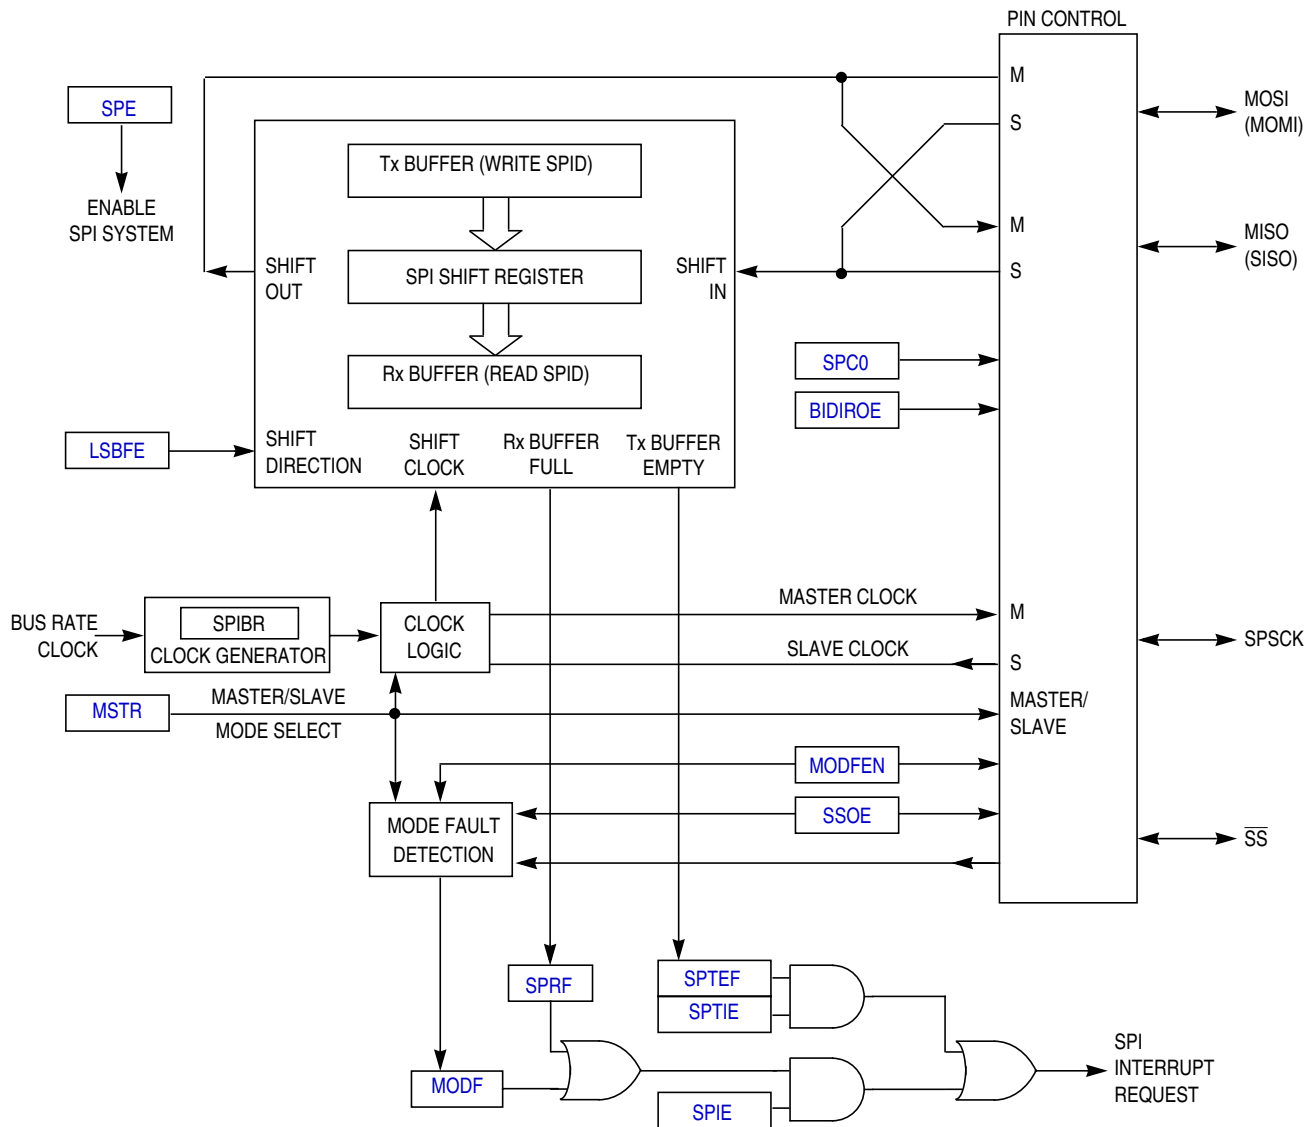 PIN CONTROL
M
S
M
S
MOSI
(MOMI)
MISO
(SISO)
SPE
ENABLE
SPI SYSTEM
Tx BUFFER (WRITE SPID)
SHIFT
OUT
SPI SHIFT REGISTER
SHIFT
IN
Rx BUFFER (READ SPID)
SPC0
BIDIROE
LSBFE
SHIFT
DIRECTION
SHIFT
CLOCK
Rx BUFFER
FULL
Tx BUFFER
EMPTY
BUS RATE
CLOCK
SPIBR
CLOCK GENERATOR
CLOCK
LOGIC
MASTER CLOCK
M
SLAVE CLOCK
S
SPSCK
MSTR
MASTER/SLAVE
MODE SELECT
MASTER/
SLAVE
MODFEN
SSOE
MODE FAULT
DETECTION
SS
SPRF
SPTEF
SPTIE
MODF
SPIE
SPI
INTERRUPT
REQUEST